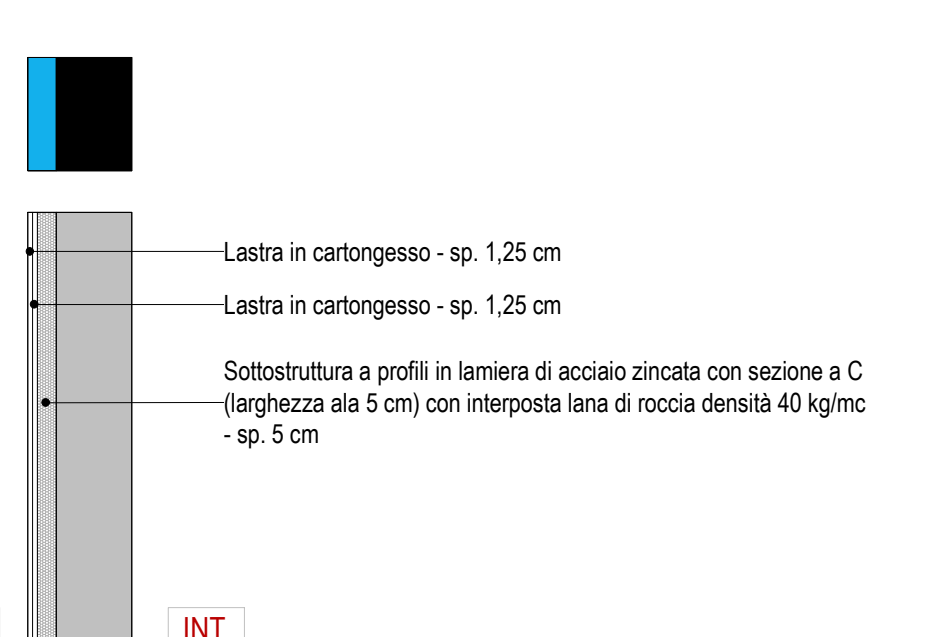 Lastra in cartongesso - sp. 1,25 cm
Lastra in cartongesso - sp. 1,25 cm
Sottostruttura a profili in lamiera di acciaio zincata con sezione a C
(larghezza ala 5 cm) con interposta lana di roccia densità 40 kg/mc
- sp. 5 cm
INT